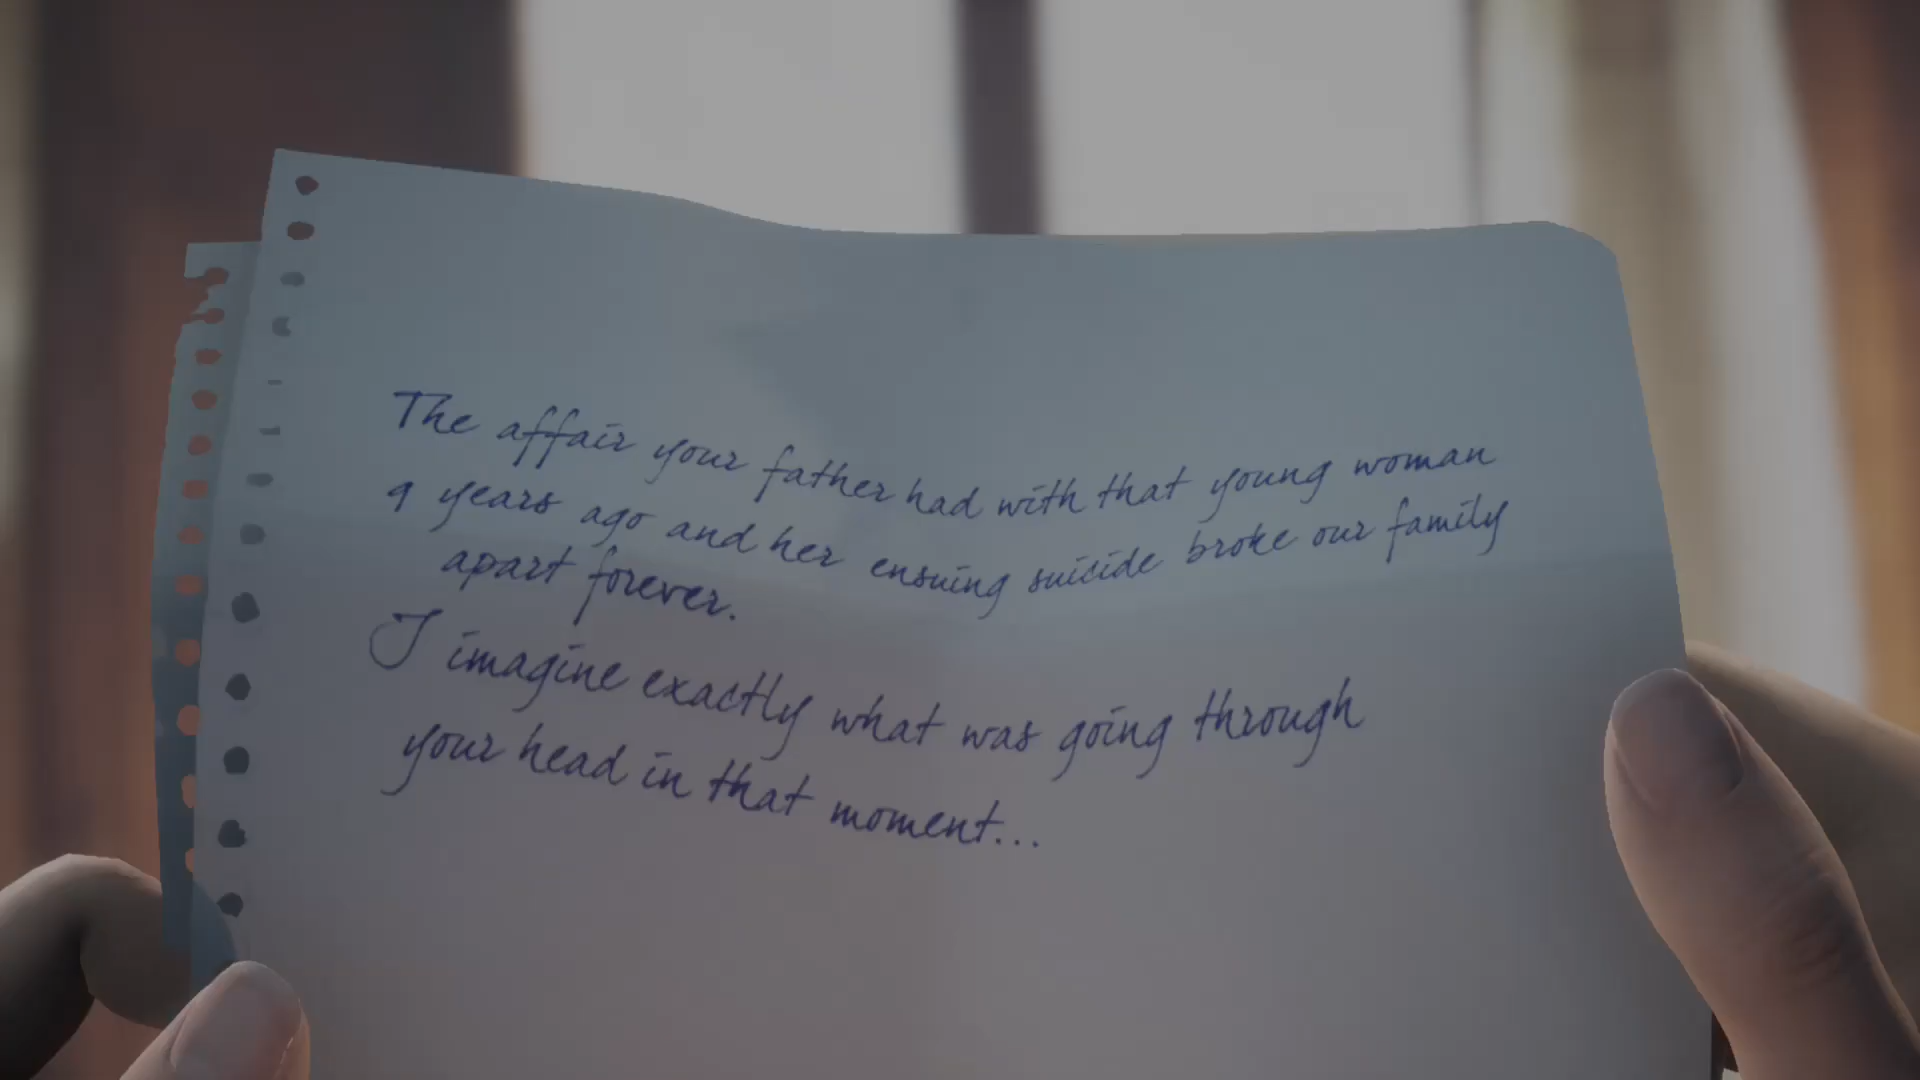 The affair your father had with that young woman
9 years ago and her ensuing suicide broke our family
apart forever.
I imagine exactly what was going through
your head in that moment...